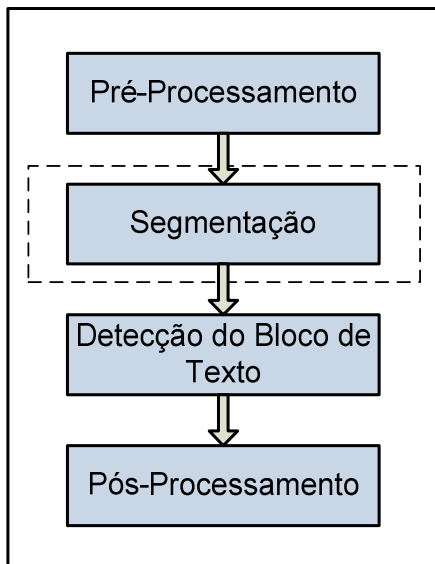 Pré-Processamento
Segmentação
Detecção do Bloco de
Texto
Pós-Processamento